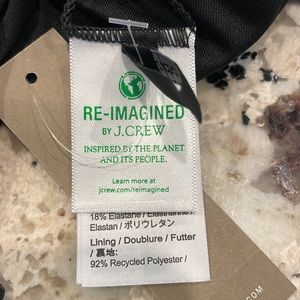 RE-IMAGINED
BY J.CREW
INSPIRED BY THE PLANET
AND ITS PEOPLE.
Learn more at
jcrew.com/reimagined
18% Elastane / Elasthanne /
Elastan / ポリウレタン
Lining / Doublure / Futter
/ 裏地:
92% Recycled Polyester /
.COM